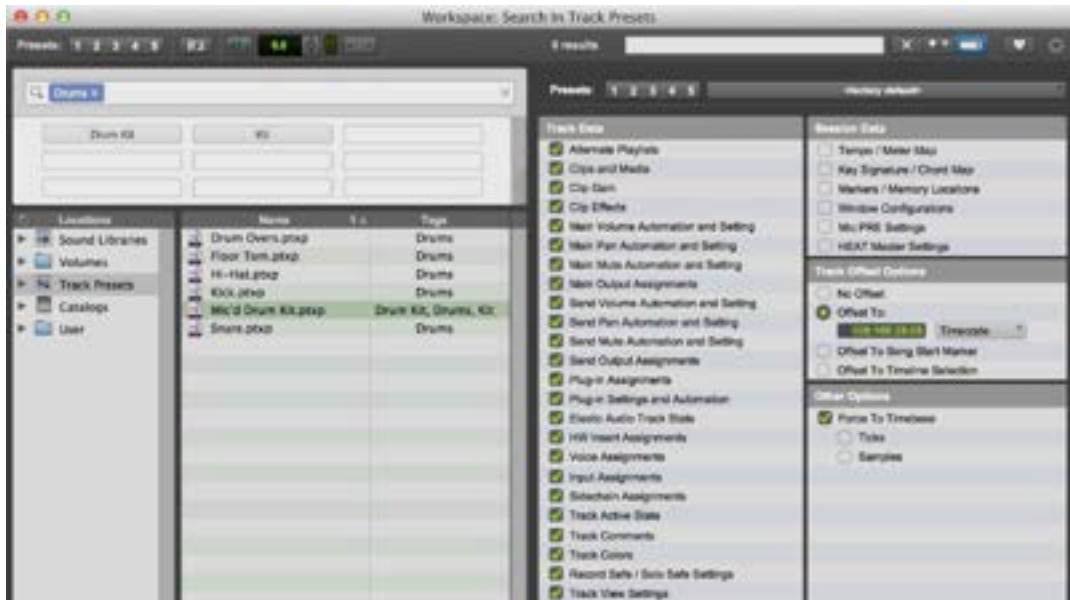 Workspace: Search In Track Presets
Presets: 1 2 3 4 5
6 results
Drums x
Presets 1 2 3 4 5 <factory default>
Drum Kit Kit
Track Data
Alternate Playlists
Clips and Media
Clip Gain
Clip Effects
Main Volume Automation and Setting
Main Pan Automation and Setting
Main Mute Automation and Setting
Main Output Assignments
Send Volume Automation and Setting
Send Pan Automation and Setting
Send Mute Automation and Setting
Send Output Assignments
Plug-in Assignments
Plug-in Settings and Automation
Elastic Audio Track State
HW Insert Assignments
Voice Assignments
Input Assignments
Sidechain Assignments
Track Active State
Track Comments
Track Colors
Record Safe / Solo Safe Settings
Track View Settings
Session Data
Tempo / Meter Map
Key Signature / Chord Map
Markers / Memory Locations
Window Configurations
Mic PRE Settings
HEAT Master Settings
Track Offset Options
No Offset
Offset To:
Timecode
Offset To Song Start Marker
Offset To Timeline Selection
Other Options
Force To Timebase
Ticks
Samples
Locations
Sound Libraries
Volumes
Track Presets
Catalogs
User
Name 1 Tags
Drum Overs.ptxp Drums
Floor Tom.ptxp Drums
Hi-Hat.ptxp Drums
Kick.ptxp Drums
Mic'd Drum Kit.ptxp Drum Kit, Drums, Kit
Snare.ptxp Drums